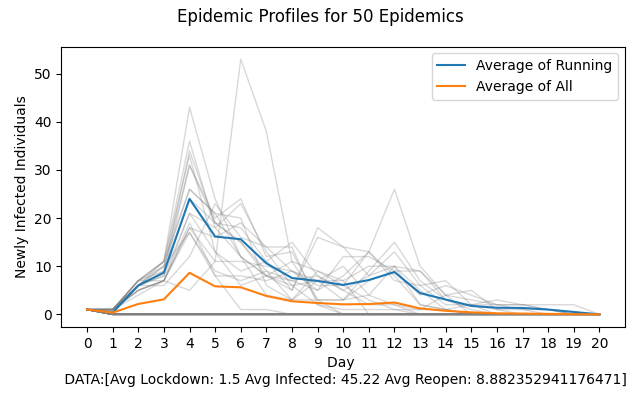 Epidemic Profiles for 50 Epidemics
Average of Running
Average of All
Newly Infected Individuals
50
40
30
20
10
0
0 1 2 3 4 5 6 7 8 9 10 11 12 13 14 15 16 17 18 19 20
Day
DATA:[Avg Lockdown: 1.5 Avg Infected: 45.22 Avg Reopen: 8.882352941176471]